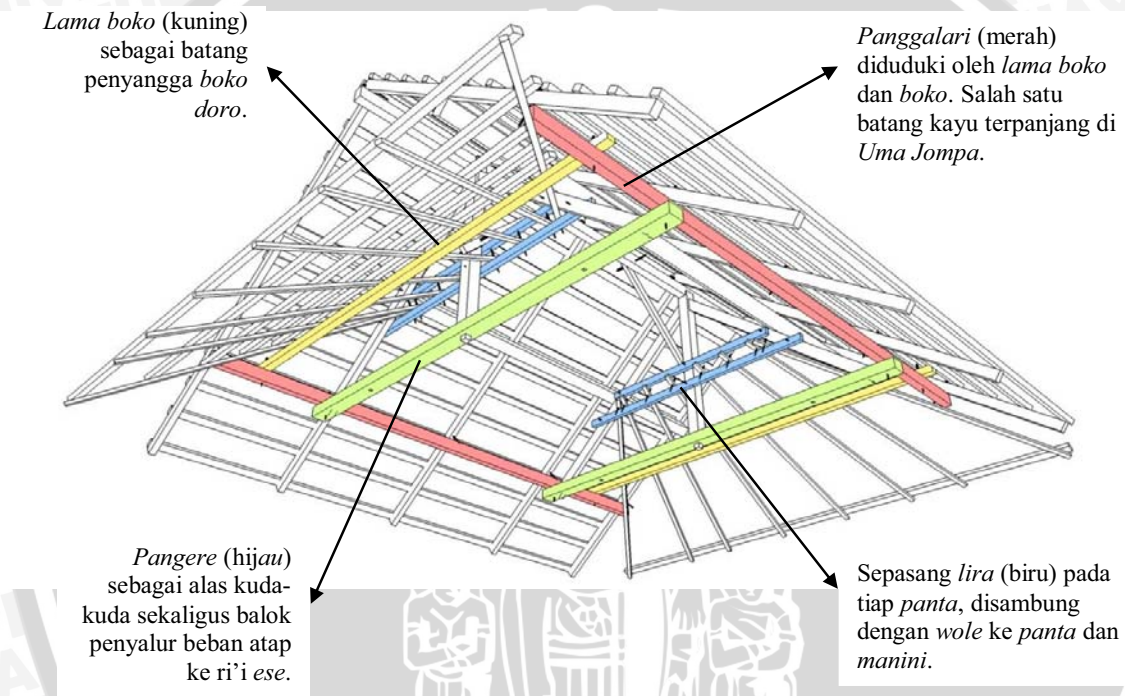 Lama boko (kuning)
sebagai batang
penyangga boko
doro.
Panggalari (merah)
diduduki oleh lama boko
dan boko. Salah satu
batang kayu terpanjang di
Uma Jompa.
Pangere (hijau)
sebagai alas kuda-
kuda sekaligus balok
penyalur beban atap
ke ri’i ese.
Sepasang lira (biru) pada
tiap panta, disambung
dengan wole ke panta dan
manini.